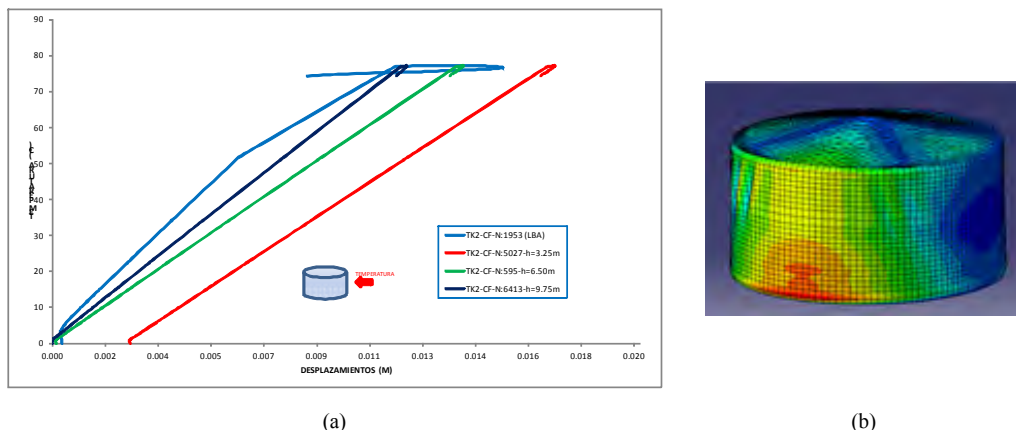 90
80
70
60
50
40
30
20
10
0
0.000 0.002 0.004 0.005 0.007 0.009 0.011 0.013 0.014 0.016 0.018 0.020
DESPLAZAMIENTOS (M)
TK2-CF-N:1953 (LBA)
TK2-CF-N:5027-h=3.25m
TK2-CF-N:595-h=6.50m
TK2-CF-N:6413-h=9.75m
TEMPERATURA
(a)
(b)